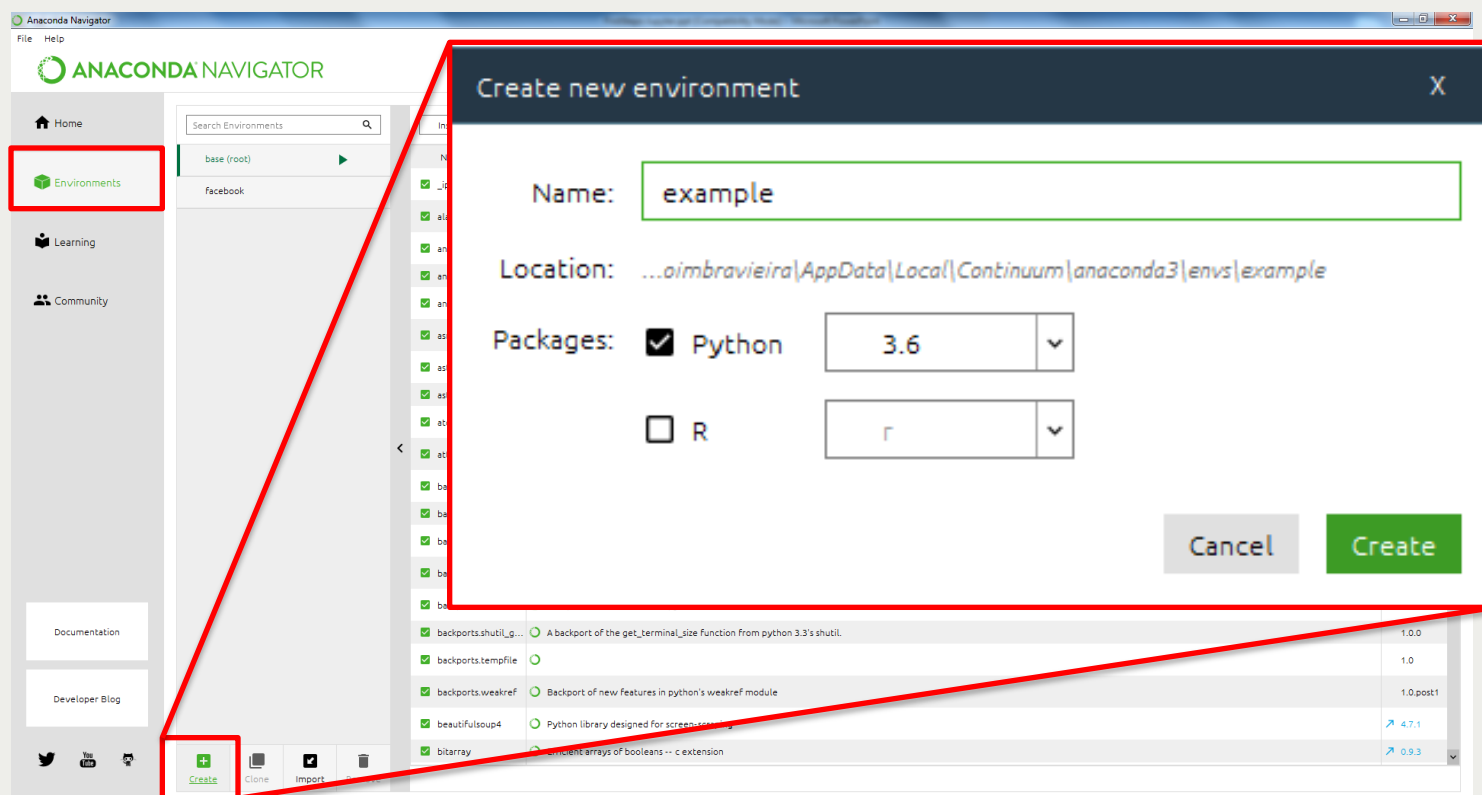 Anaconda Navigator
File Help
ANACONDA NAVIGATOR
Home
Environments
Learning
Community
Documentation
Developer Blog
You
Tube
Search Environments
base (root)
facebook
Create
Clone
Import
Create new environment X
Name: example
Location: ...oimbravieira\AppData\Local\Continuum\anaconda3\envs\example
Packages: Python 3.6
R r
Cancel Create
backports.shutil_g... A backport of the get_terminal_size function from python 3.3's shutil. 1.0.0
backports.tempfile 1.0
backports.weakref Backport of new features in python's weakref module 1.0.post1
beautifulsoup4 Python library designed for screen-scraping 4.7.1
bitarray Efficient arrays of booleans -- c extension 0.9.3